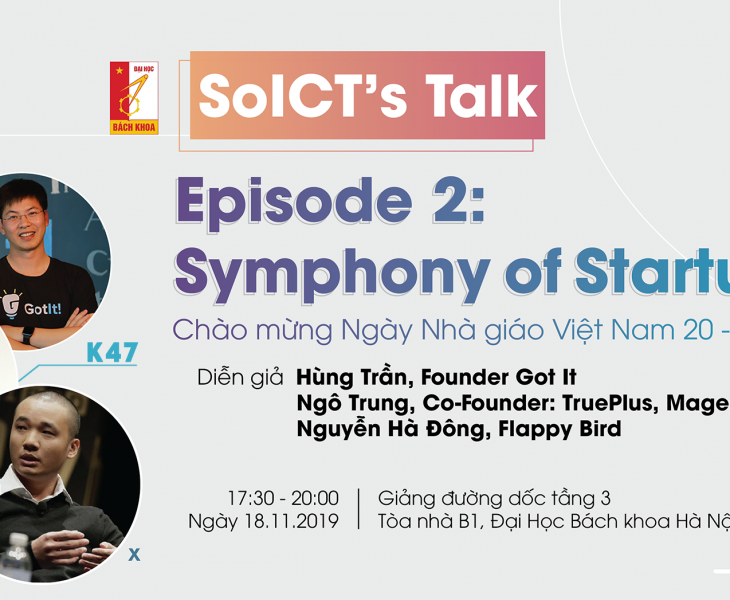 ĐẠI HỌC
BÁCH KHOA
SoICT's Talk
Episode 2:
Symphony of Startu
Chào mừng Ngày Nhà giáo Việt Nam 20 -
GotIt!
K47
Diễn giả Hùng Trần, Founder Got It
Ngô Trung, Co-Founder: TruePlus, Mage
Nguyễn Hà Đông, Flappy Bird
17:30 - 20:00
Ngày 18.11.2019
Giảng đường dốc tầng 3
Tòa nhà B1, Đại Học Bách khoa Hà Nộ
x